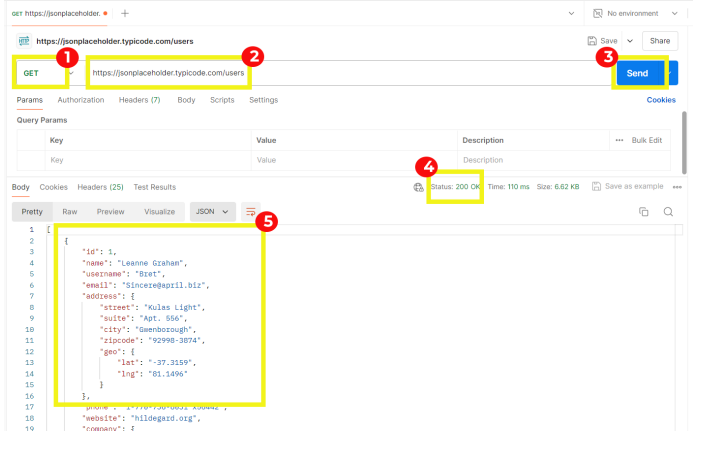 GET https://jsonplaceholder. + No environment
HTTP https://jsonplaceholder.typicode.com/users Save Share
1 2 3
GET https://jsonplaceholder.typicode.com/users Send
Params Authorization Headers (7) Body Scripts Settings Cookies
Query Params
Key Value Description ••• Bulk Edit
Key Value Description
4
Body Cookies Headers (25) Test Results Status: 200 OK Time: 110 ms Size: 6.62 KB Save as example •••
Pretty Raw Preview Visualize JSON
5
1 [
2 {
3 "id": 1,
4 "name": "Leanne Graham",
5 "username": "Bret",
6 "email": "Sincere@april.biz",
7 "address": {
8 "street": "Kulas Light",
9 "suite": "Apt. 556",
10 "city": "Gwenborough",
11 "zipcode": "92998-3874",
12 "geo": {
13 "lat": "-37.3159",
14 "lng": "81.1496"
15 }
16 },
17 "phone": "1-770-736-8031 x56442",
18 "website": "hildegard.org",
19 "company": {